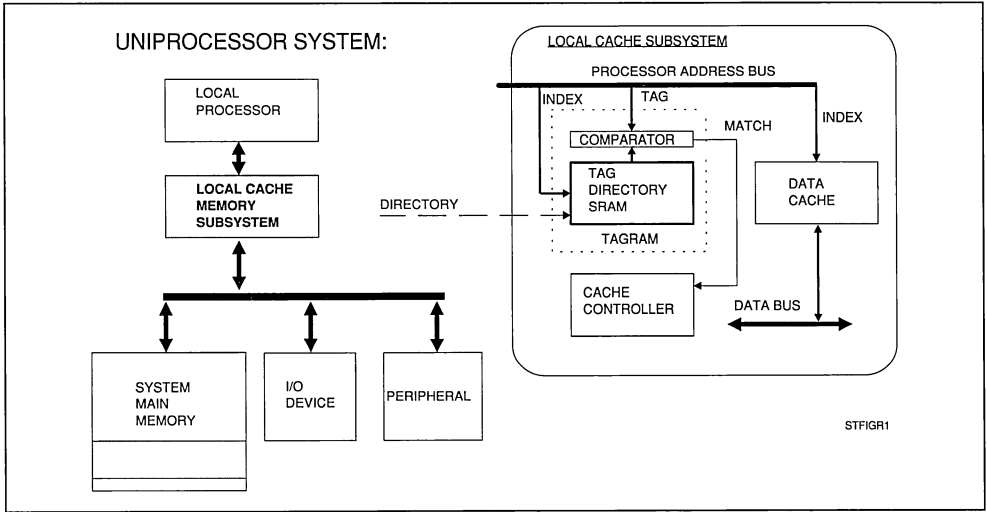 UNIPROCESSOR SYSTEM:
LOCAL
PROCESSOR
LOCAL CACHE
MEMORY
SUBSYSTEM
SYSTEM
MAIN
MEMORY
I/O
DEVICE
PERIPHERAL
LOCAL CACHE SUBSYSTEM
PROCESSOR ADDRESS BUS
INDEX
TAG
MATCH
INDEX
COMPARATOR
TAG
DIRECTORY
SRAM
DIRECTORY
TAGRAM
DATA
CACHE
CACHE
CONTROLLER
DATA BUS
STFIGR1